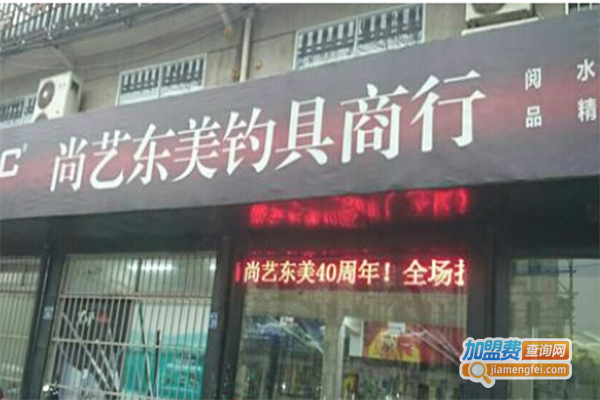 C®
尚艺东美钓具商行
阅水
品精
尚艺东美40周年！全场
加盟费查询网
jiamengfei.com